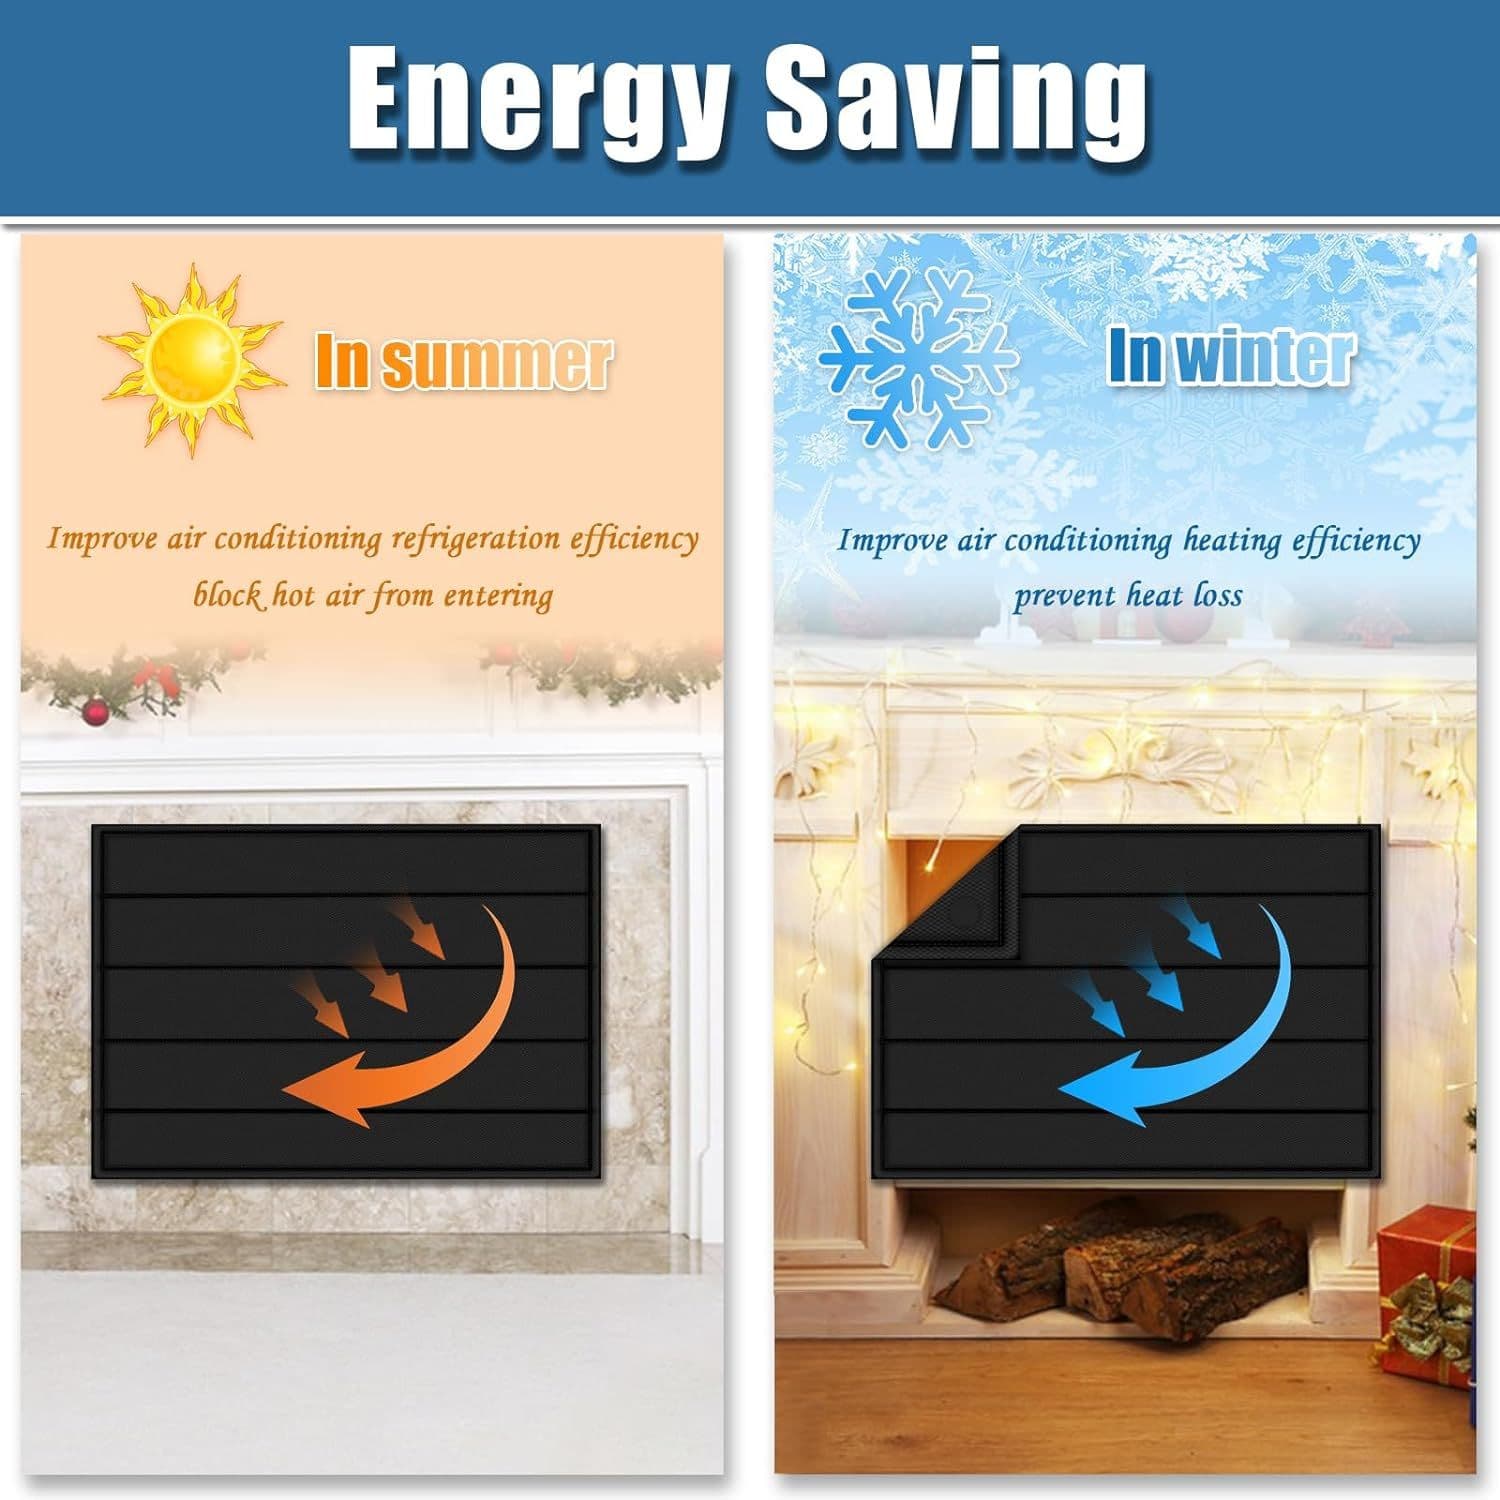 Energy Saving
In summer
Improve air conditioning refrigeration efficiency
block hot air from entering
In winter
Improve air conditioning heating efficiency
prevent heat loss